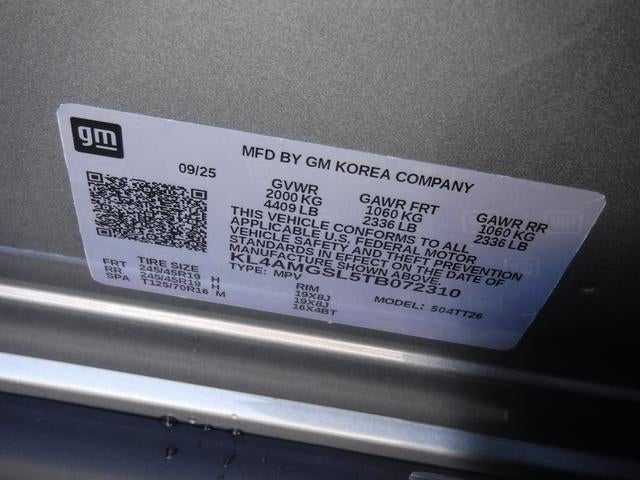 gm
MFD BY GM KOREA COMPANY
09/25
GVWR GAWR FRT GAWR RR
2000 KG 1060 KG 1060 KG
4409 LB 2336 LB 2336 LB
THIS VEHICLE CONFORMS TO ALL
APPLICABLE U.S. FEDERAL MOTOR
VEHICLE SAFETY AND THEFT PREVENTION
STANDARDS IN EFFECT ON THE DATE OF
MANUFACTURE SHOWN ABOVE.
KL4AMGSL5TB072310
TYPE: MPV MODEL: 504TT26
TIRE SIZE RIM
FRT 245/45R19 H 19X8J
RR 245/45R19 H 19X8J
SPA T125/70R16 M 16X4BT